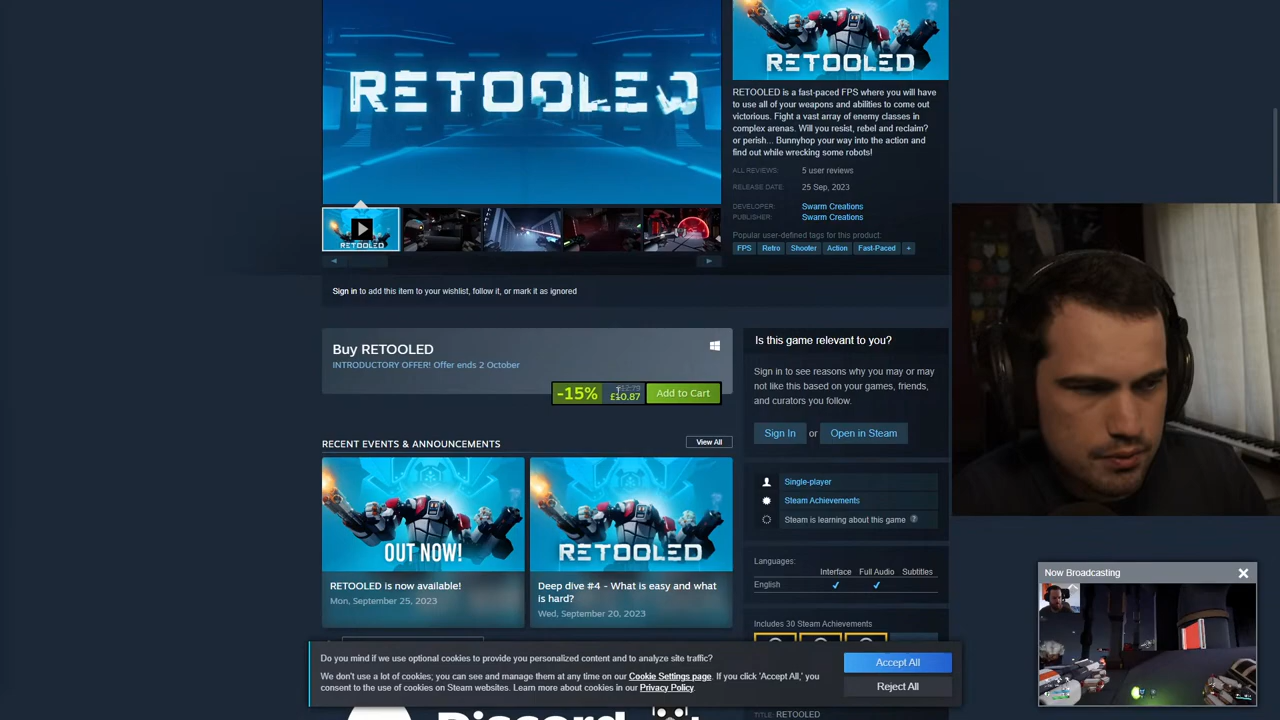 RETOOLED
RETOOLED
RETOOLED is a fast-paced FPS where you will have
to use all of your weapons and abilities to come out
victorious. Fight a vast array of enemy classes in
complex arenas. Will you resist, rebel and reclaim?
or perish... Bunnyhop your way into the action and
find out while wrecking some robots!
ALL REVIEWS: 5 user reviews
RELEASE DATE: 25 Sep, 2023
DEVELOPER: Swarm Creations
PUBLISHER: Swarm Creations
Popular user-defined tags for this product:
FPS Retro Shooter Action Fast-Paced +
RETOOLED
Sign in to add this item to your wishlist, follow it, or mark it as ignored
Buy RETOOLED
INTRODUCTORY OFFER! Offer ends 2 October
-15% £10.87 Add to Cart
Is this game relevant to you?
Sign in to see reasons why you may or may
not like this based on your games, friends,
and curators you follow.
Sign In or Open in Steam
RECENT EVENTS & ANNOUNCEMENTS View All
OUT NOW!
RETOOLED is now available!
Mon, September 25, 2023
RETOOLED
Deep dive #4 - What is easy and what
is hard?
Wed, September 20, 2023
Single-player
Steam Achievements
Steam is learning about this game ?
Languages:
Interface Full Audio Subtitles
English ✓ ✓
Includes 30 Steam Achievements
Do you mind if we use optional cookies to provide you personalized content and to analyze site traffic?
We don't use a lot of cookies; you can see and manage them at any time on our Cookie Settings page. If you click 'Accept All,' you
consent to the use of cookies on Steam websites. Learn more about cookies in our Privacy Policy.
Accept All
Reject All
Discord
TITLE: RETOOLED
Now Broadcasting